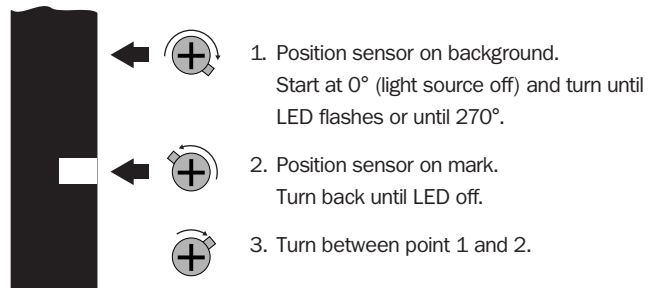 1. Position sensor on background.
Start at 0° (light source off) and turn until
LED flashes or until 270°.
2. Position sensor on mark.
Turn back until LED off.
3. Turn between point 1 and 2.